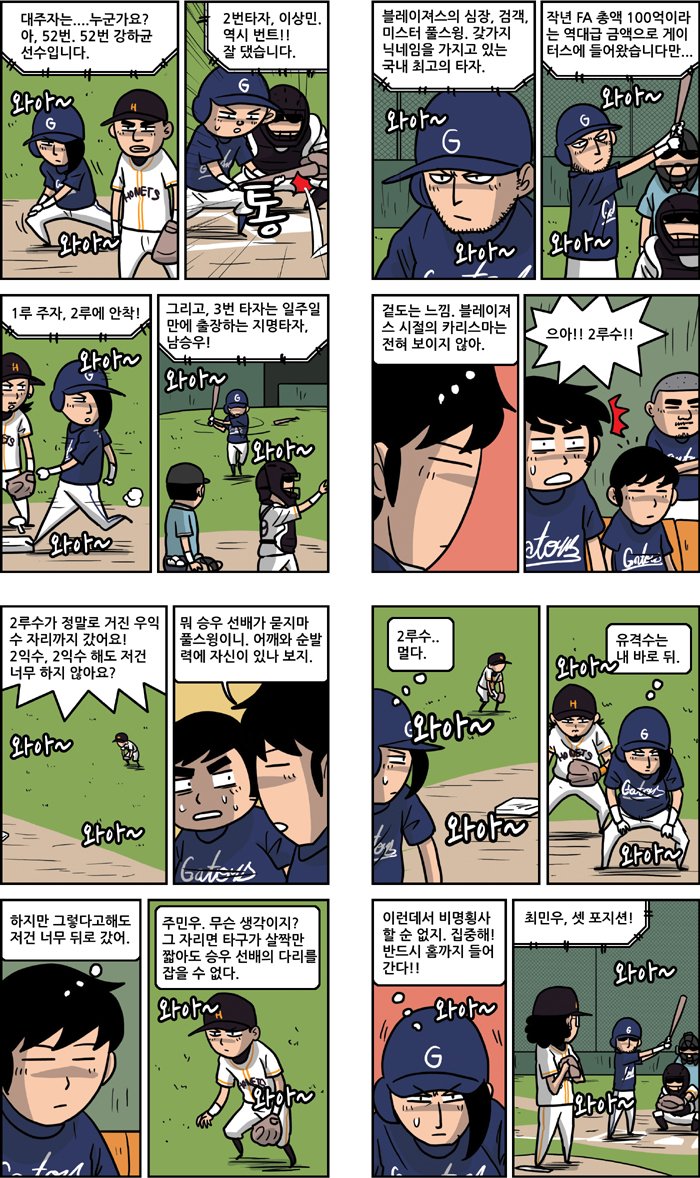 대주자는....누군가요?
아, 52번. 52번 강하균
선수입니다.
와아~
G
H
HORNETS
와아~
2번타자, 이상민.
역시 번트!!
잘 댔습니다.
G
통
1루 주자, 2루에 안착!
와아~
H
G
와아~
그리고, 3번 타자는 일주일
만에 출장하는 지명타자,
남승우!
와아~
와아~
블레이져스의 심장, 검객,
미스터 풀스윙. 갖가지
닉네임을 가지고 있는
국내 최고의 타자.
와아~
G
와아~
작년 FA 총액 100억이라
는 역대급 금액으로 게이
터스에 들어왔습니다만...
와아~
G
와아~
겉도는 느낌. 블레이져
스 시절의 카리스마는
전혀 보이지 않아.
으아!! 2루수!!
Gators
Gators
2루수가 정말로 거진 우익
수 자리까지 갔어요!
2익수, 2익수 해도 저건
너무 하지 않아요?
와아~
와아~
뭐 승우 선배가 묻지마
풀스윙이니. 어깨와 순발
력에 자신이 있나 보지.
Gators
하지만 그렇다고해도
저건 너무 뒤로 갔어.
Gators
주민우. 무슨 생각이지?
그 자리면 타구가 살짝만
짧아도 승우 선배의 다리를
잡을 수 없다.
와아~
H
와아~
2루수..
멀다.
G
와아~
와아~
유격수는
내 바로 뒤.
와아~
H
G
HORNETS
Gators
와아~
이런데서 비명횡사
할 순 없지. 집중해!
반드시 홈까지 들어
간다!!
와아~
G
와아~
최민우, 셋 포지션!
와아~
H
G
와아~